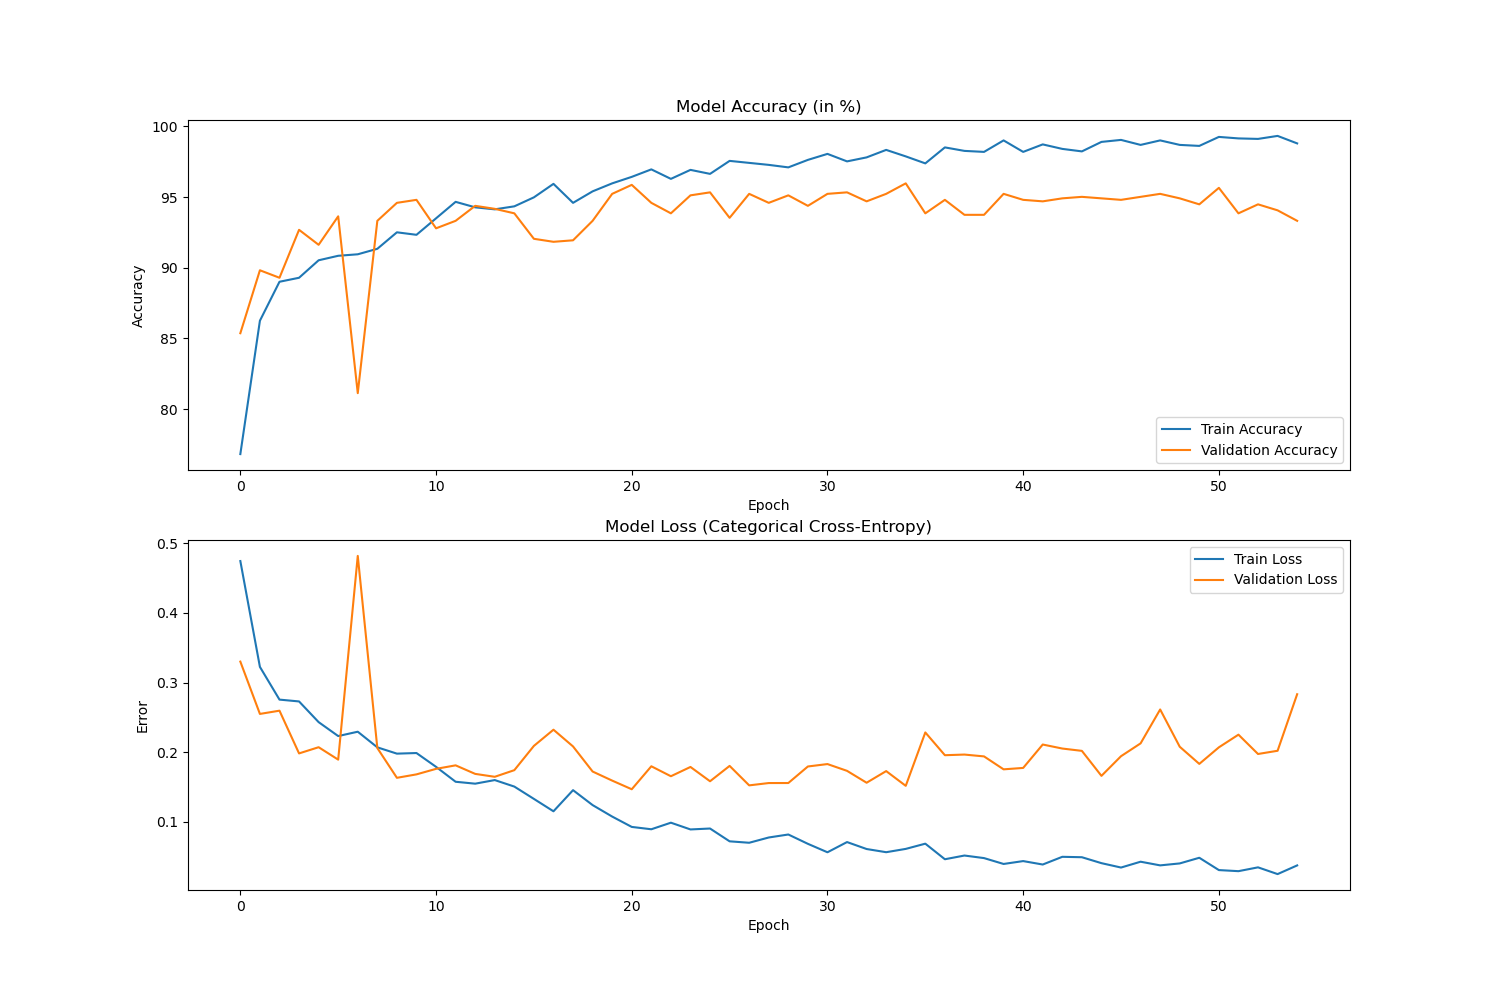 Model Accuracy (in %)
100
95
90
85
80
Accuracy
Train Accuracy
Validation Accuracy
0 10 20 30 40 50
Epoch
Model Loss (Categorical Cross-Entropy)
0.5
0.4
0.3
0.2
0.1
Error
Train Loss
Validation Loss
0 10 20 30 40 50
Epoch